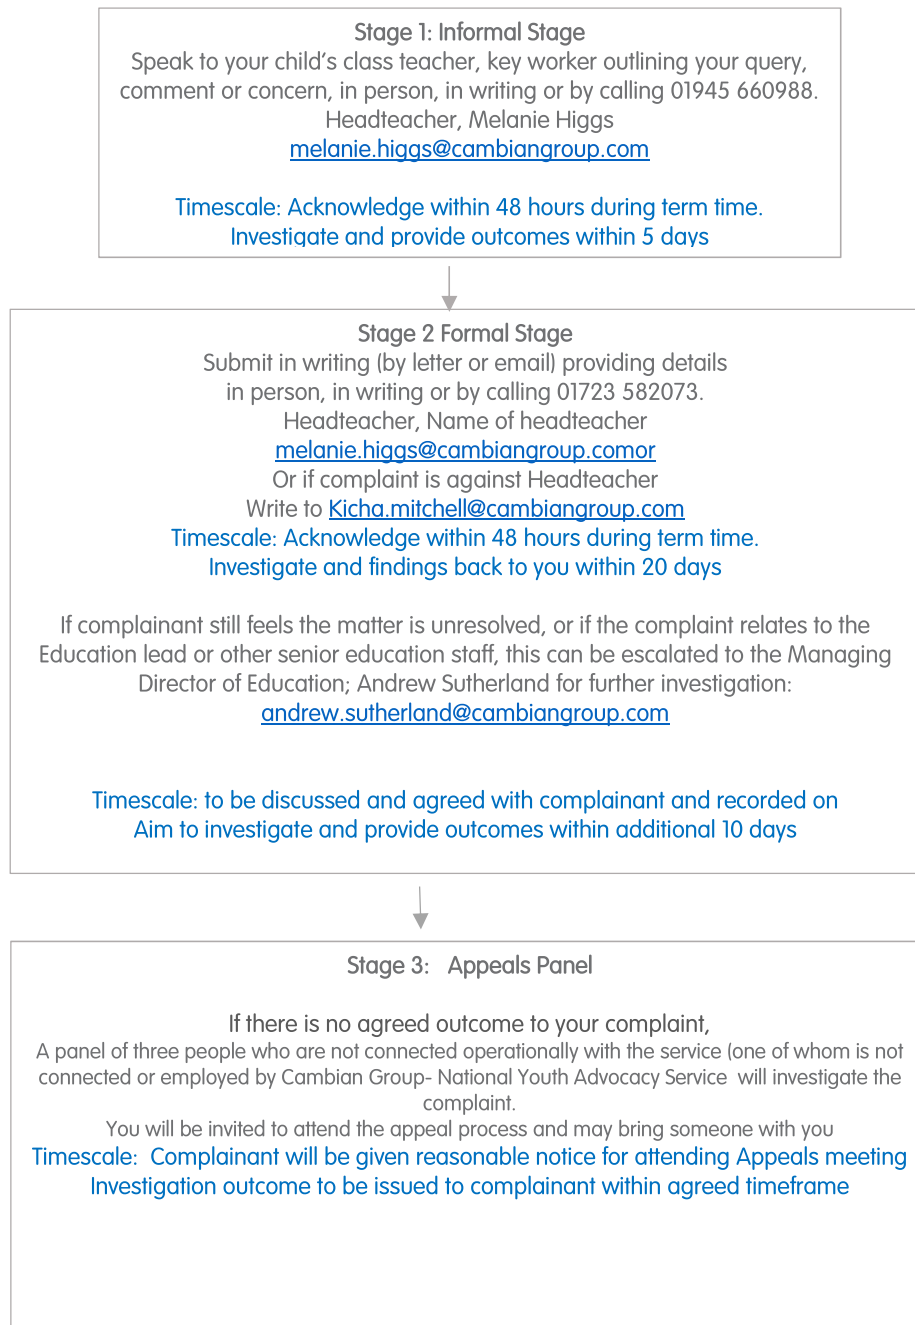 Stage 1: Informal Stage
Speak to your child's class teacher, key worker outlining your query,
comment or concern, in person, in writing or by calling 01945 660988.
Headteacher, Melanie Higgs
melanie.higgs@cambiangroup.com
Timescale: Acknowledge within 48 hours during term time.
Investigate and provide outcomes within 5 days
Stage 2 Formal Stage
Submit in writing (by letter or email) providing details
in person, in writing or by calling 01723 582073.
Headteacher, Name of headteacher
melanie.higgs@cambiangroup.comor
Or if complaint is against Headteacher
Write to Kicha.mitchell@cambiangroup.com
Timescale: Acknowledge within 48 hours during term time.
Investigate and findings back to you within 20 days
If complainant still feels the matter is unresolved, or if the complaint relates to the
Education lead or other senior education staff, this can be escalated to the Managing
Director of Education; Andrew Sutherland for further investigation:
andrew.sutherland@cambiangroup.com
Timescale: to be discussed and agreed with complainant and recorded on
Aim to investigate and provide outcomes within additional 10 days
Stage 3: Appeals Panel
If there is no agreed outcome to your complaint,
A panel of three people who are not connected operationally with the service (one of whom is not
connected or employed by Cambian Group- National Youth Advocacy Service will investigate the
complaint.
You will be invited to attend the appeal process and may bring someone with you
Timescale: Complainant will be given reasonable notice for attending Appeals meeting
Investigation outcome to be issued to complainant within agreed timeframe